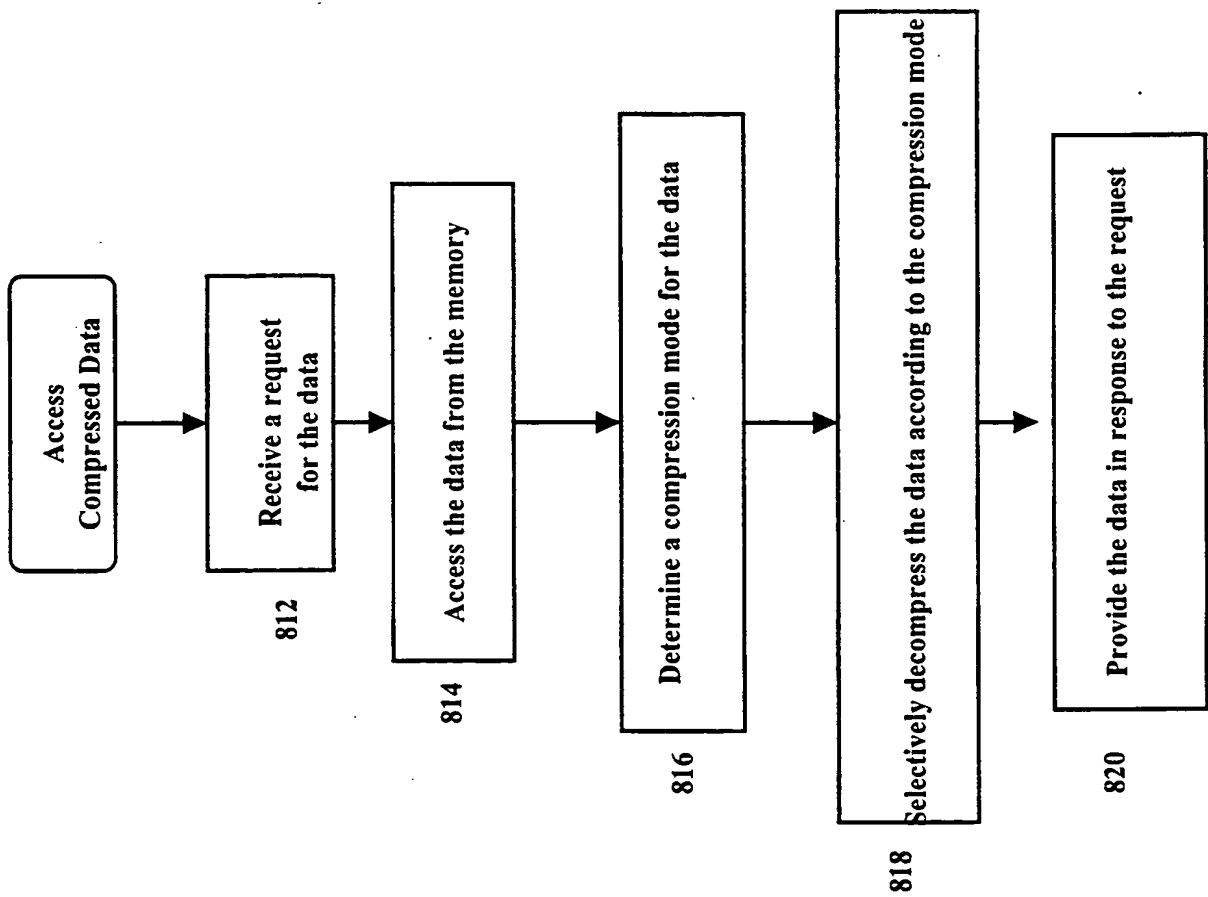 Access
Compressed Data
Receive a request
for the data
812
Access the data from the memory
814
Determine a compression mode for the data
816
Selectively decompress the data according to the compression mode
818
Provide the data in response to the request
820